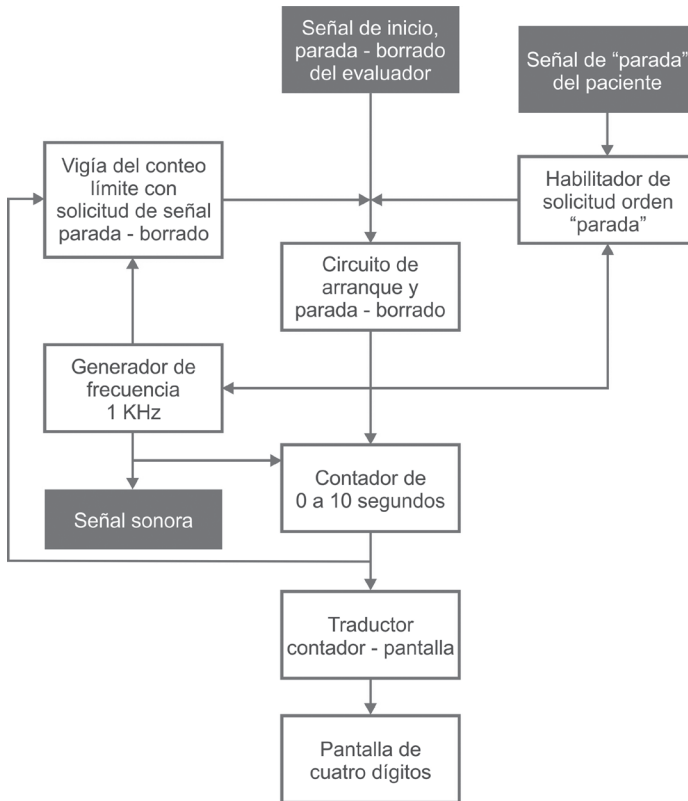 Señal de inicio,
parada - borrado
del evaluador
Señal de “parada”
del paciente
Vigía del conteo
límite con
solicitud de señal
parada - borrado
Habilitador de
solicitud orden
“parada”
Circuito de
arranque y
parada - borrado
Generador de
frecuencia
1 KHz
Contador de
0 a 10 segundos
Señal sonora
Traductor
contador - pantalla
Pantalla de
cuatro dígitos